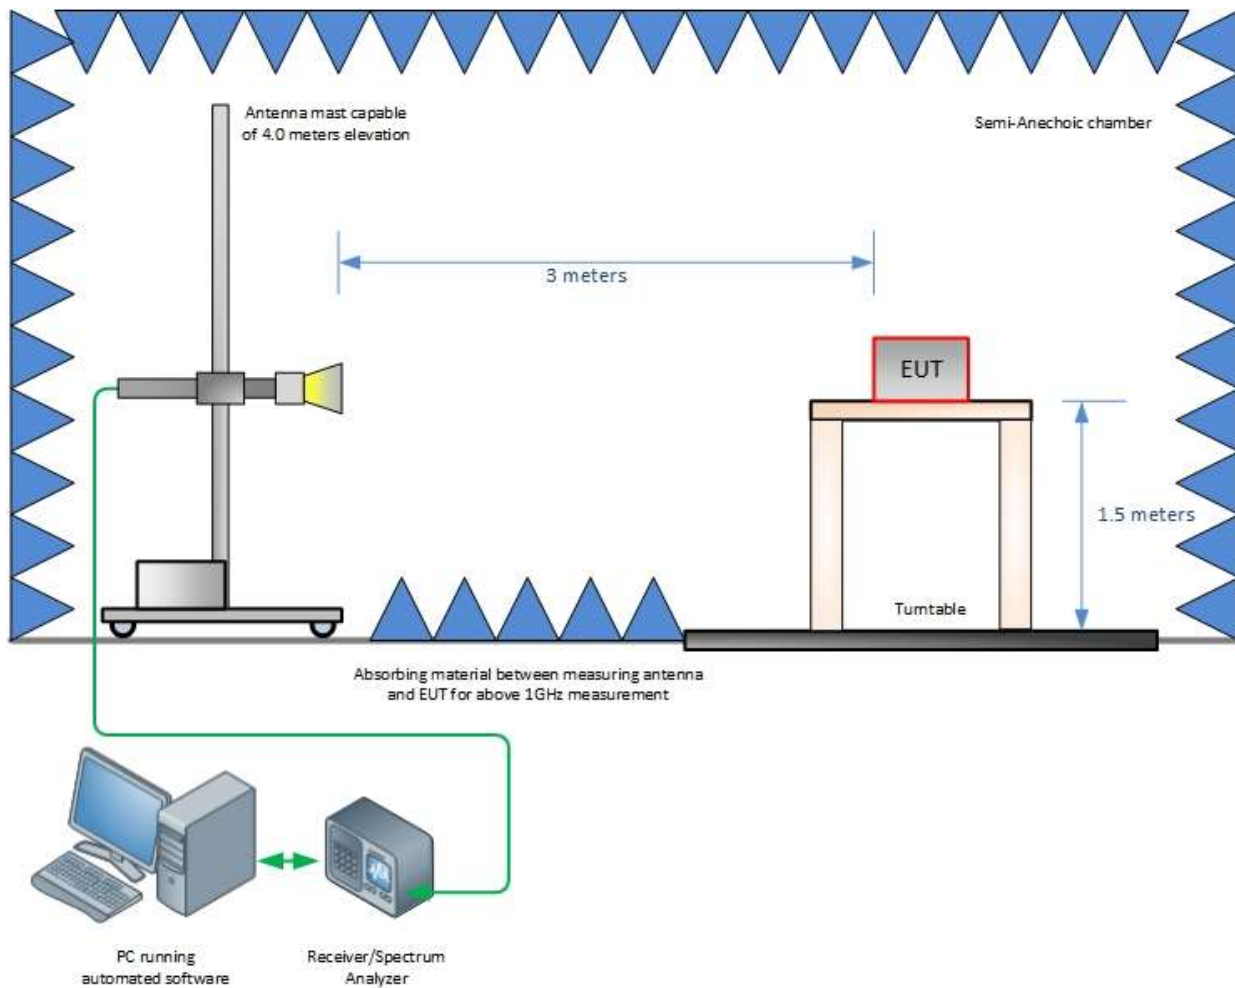 Antenna mast capable
of 4.0 meters elevation
Semi-Anechoic chamber
3 meters
EUT
1.5 meters
Turntable
Absorbing material between measuring antenna
and EUT for above 1GHz measurement
PC running
automated software
Receiver/Spectrum
Analyzer